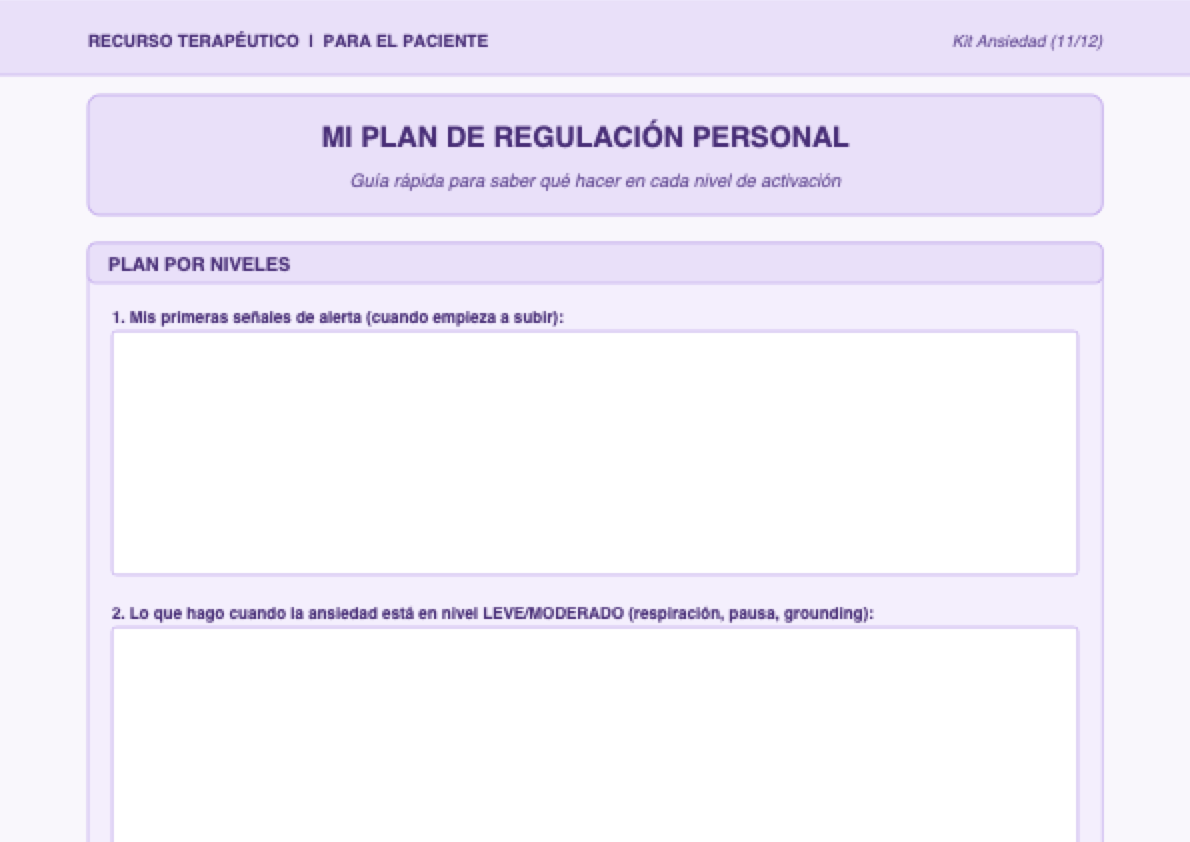 RECURSO TERAPÉUTICO | PARA EL PACIENTE
Kit Ansiedad (11/12)
MI PLAN DE REGULACIÓN PERSONAL
Guía rápida para saber qué hacer en cada nivel de activación
PLAN POR NIVELES
1. Mis primeras señales de alerta (cuando empieza a subir):
2. Lo que hago cuando la ansiedad está en nivel LEVE/MODERADO (respiración, pausa, grounding):